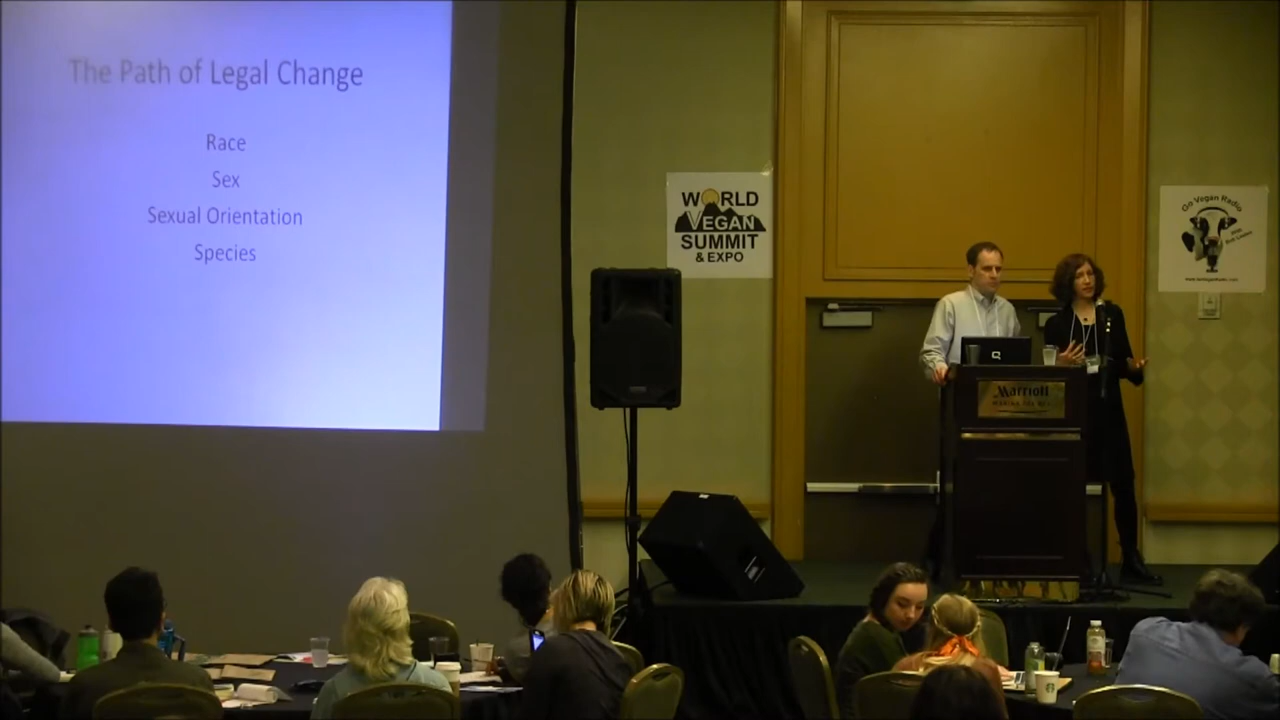 The Path of Legal Change
Race
Sex
Sexual Orientation
Species
WORLD
VEGAN
SUMMIT
& EXPO
Go Vegan Radio
Marriott